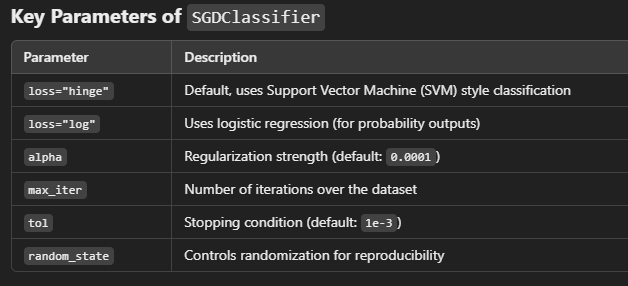 Key Parameters of SGDClassifier
Parameter Description
loss="hinge" Default, uses Support Vector Machine (SVM) style classification
loss="log" Uses logistic regression (for probability outputs)
alpha Regularization strength (default: 0.0001)
max_iter Number of iterations over the dataset
tol Stopping condition (default: 1e-3)
random_state Controls randomization for reproducibility